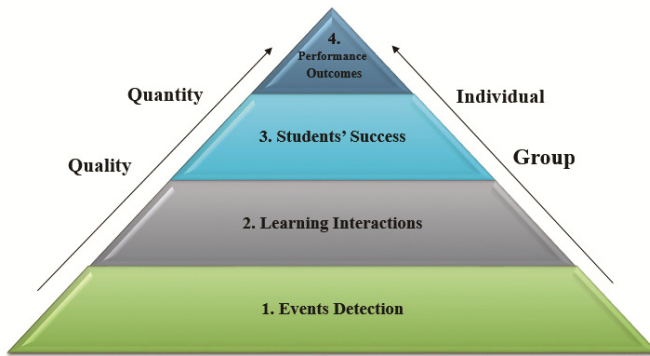 4.
Performance
Outcomes
Quantity
Individual
3. Students' Success
Quality
Group
2. Learning Interactions
1. Events Detection